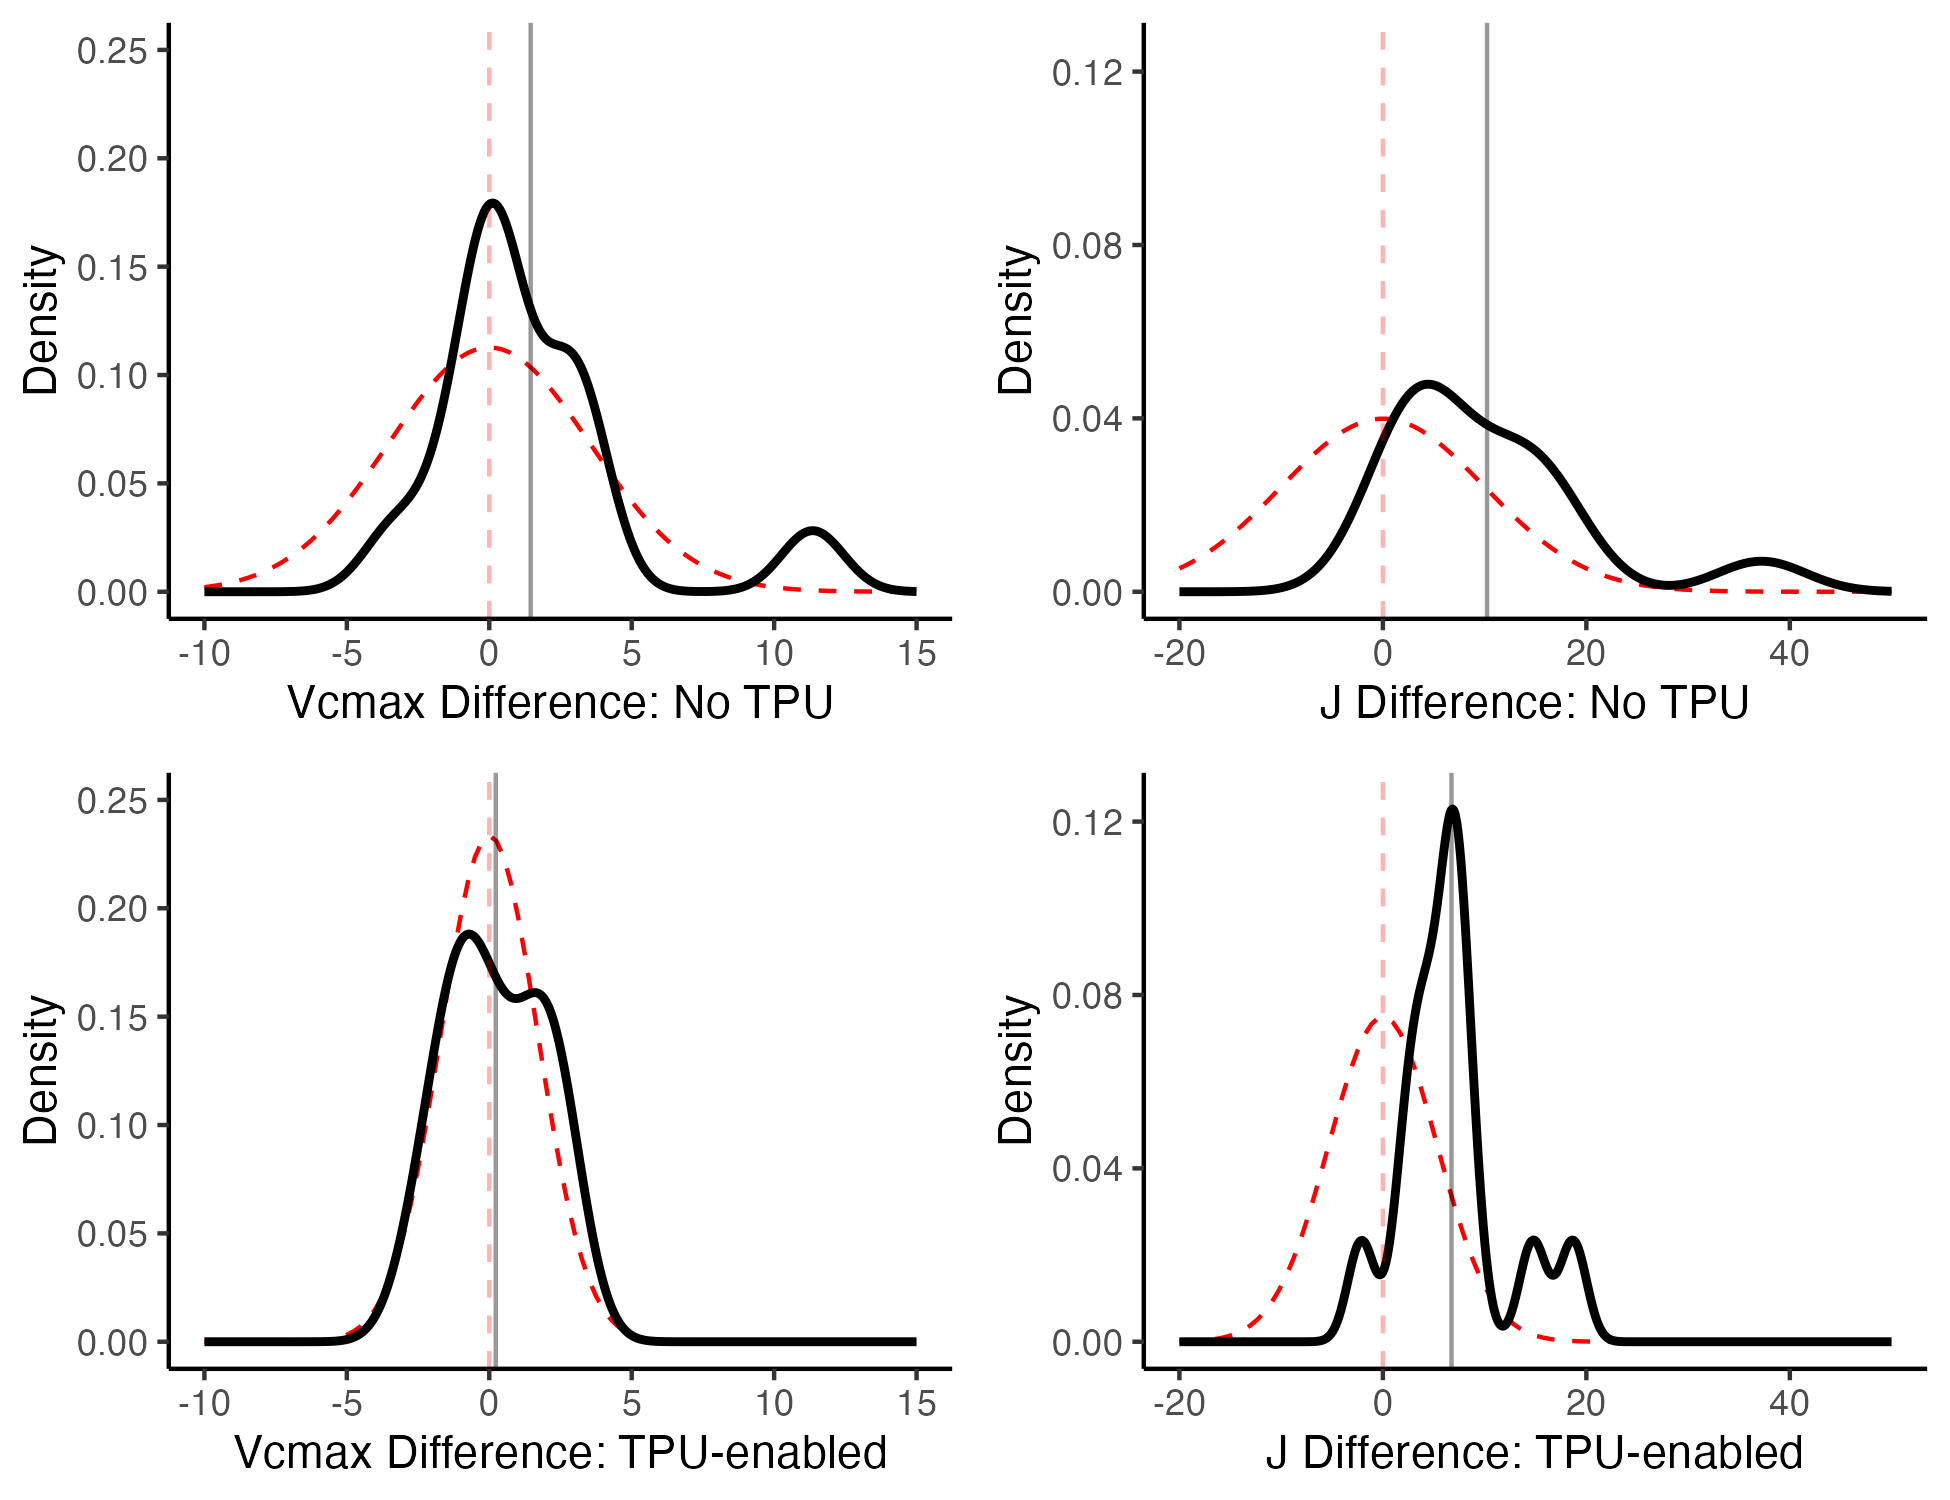 0.25
0.20
0.15
0.10
0.05
0.00
Density
-10 -5 0 5 10 15
Vcmax Difference: No TPU
0.12
0.08
0.04
0.00
Density
-20 0 20 40
J Difference: No TPU
0.25
0.20
0.15
0.10
0.05
0.00
Density
-10 -5 0 5 10 15
Vcmax Difference: TPU-enabled
0.12
0.08
0.04
0.00
Density
-20 0 20 40
J Difference: TPU-enabled